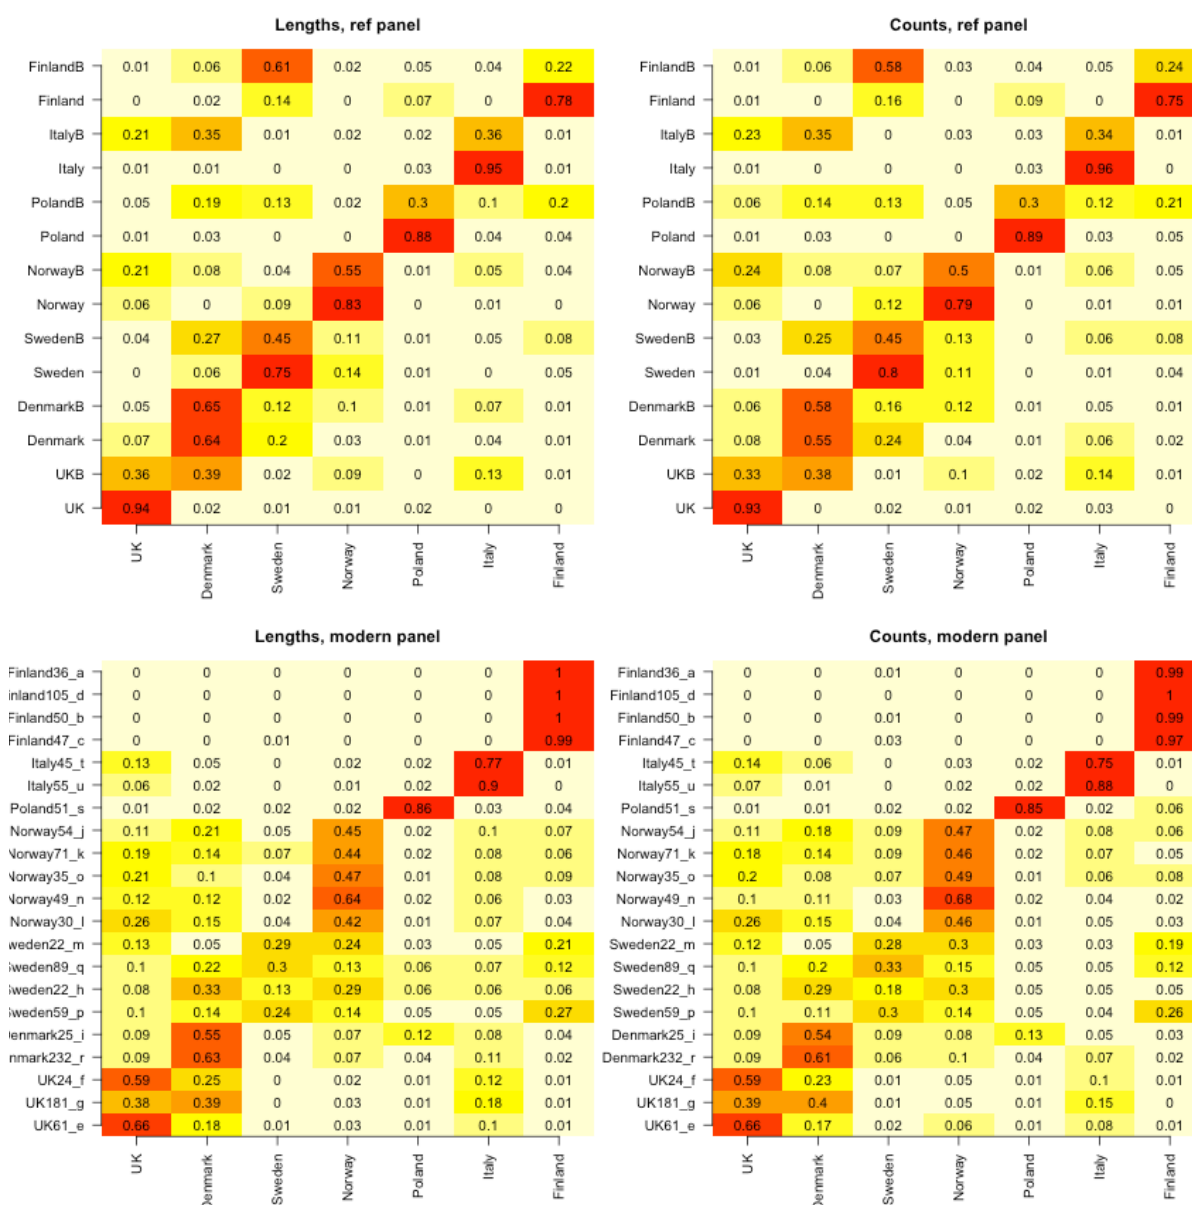 Lengths, ref panel
FinlandB 0.01 0.06 0.61 0.02 0.05 0.04 0.22
Finland 0 0.02 0.14 0 0.07 0 0.78
ItalyB 0.21 0.35 0.01 0.02 0.02 0.36 0.01
Italy 0.01 0.01 0 0 0.03 0.95 0.01
PolandB 0.05 0.19 0.13 0.02 0.3 0.1 0.2
Poland 0.01 0.03 0 0 0.88 0.04 0.04
NorwayB 0.21 0.08 0.04 0.55 0.01 0.05 0.04
Norway 0.06 0 0.09 0.83 0 0.01 0
SwedenB 0.04 0.27 0.45 0.11 0.01 0.05 0.08
Sweden 0 0.06 0.75 0.14 0.01 0 0.05
DenmarkB 0.05 0.65 0.12 0.1 0.01 0.07 0.01
Denmark 0.07 0.64 0.2 0.03 0.01 0.04 0.01
UKB 0.36 0.39 0.02 0.09 0 0.13 0.01
UK 0.94 0.02 0.01 0.01 0.02 0 0
UK Denmark Sweden Norway Poland Italy Finland
Counts, ref panel
FinlandB 0.01 0.06 0.58 0.03 0.04 0.05 0.24
Finland 0.01 0 0.16 0 0.09 0 0.75
ItalyB 0.23 0.35 0 0.03 0.03 0.34 0.01
Italy 0.01 0 0 0 0.03 0.96 0
PolandB 0.06 0.14 0.13 0.05 0.3 0.12 0.21
Poland 0.01 0.03 0 0 0.89 0.03 0.05
NorwayB 0.24 0.08 0.07 0.5 0.01 0.06 0.05
Norway 0.06 0 0.12 0.79 0 0.01 0.01
SwedenB 0.03 0.25 0.45 0.13 0 0.06 0.08
Sweden 0.01 0.04 0.8 0.11 0 0.01 0.04
DenmarkB 0.06 0.58 0.16 0.12 0.01 0.05 0.01
Denmark 0.08 0.55 0.24 0.04 0.01 0.06 0.02
UKB 0.33 0.38 0.01 0.1 0.02 0.14 0.01
UK 0.93 0 0.02 0.01 0.02 0.03 0
UK Denmark Sweden Norway Poland Italy Finland
Lengths, modern panel
Finland36_a 0 0 0 0 0 0 1
inland105_d 0 0 0 0 0 0 1
Finland50_b 0 0 0 0 0 0 1
Finland47_c 0 0 0.01 0 0 0 0.99
Italy45_t 0.13 0.05 0 0.02 0.02 0.77 0.01
Italy55_u 0.06 0.02 0 0.01 0.02 0.9 0
Poland51_s 0.01 0.02 0.02 0.02 0.86 0.03 0.04
Norway54_j 0.11 0.21 0.05 0.45 0.02 0.1 0.07
Norway71_k 0.19 0.14 0.07 0.44 0.02 0.08 0.06
Norway35_o 0.21 0.1 0.04 0.47 0.01 0.08 0.09
Norway49_n 0.12 0.12 0.02 0.64 0.02 0.06 0.03
Norway30_l 0.26 0.15 0.04 0.42 0.01 0.07 0.04
weden22_m 0.13 0.05 0.29 0.24 0.03 0.05 0.21
Sweden89_q 0.1 0.22 0.3 0.13 0.06 0.07 0.12
Sweden22_h 0.08 0.33 0.13 0.29 0.06 0.06 0.06
Sweden59_p 0.1 0.14 0.24 0.14 0.05 0.05 0.27
enmark25_i 0.09 0.55 0.05 0.07 0.12 0.08 0.04
nmark232_r 0.09 0.63 0.04 0.07 0.04 0.11 0.02
UK24_f 0.59 0.25 0 0.02 0.01 0.12 0.01
UK181_g 0.38 0.39 0 0.03 0.01 0.18 0.01
UK61_e 0.66 0.18 0.01 0.03 0.01 0.1 0.01
UK Denmark Sweden Norway Poland Italy Finland
Counts, modern panel
Finland36_a 0 0 0.01 0 0 0 0.99
Finland105_d 0 0 0 0 0 0 1
Finland50_b 0 0 0.01 0 0 0 0.99
Finland47_c 0 0 0.03 0 0 0 0.97
Italy45_t 0.14 0.06 0 0.03 0.02 0.75 0.01
Italy55_u 0.07 0.01 0 0.02 0.02 0.88 0
Poland51_s 0.01 0.01 0.02 0.02 0.85 0.02 0.06
Norway54_j 0.11 0.18 0.09 0.47 0.02 0.08 0.06
Norway71_k 0.18 0.14 0.09 0.46 0.02 0.07 0.05
Norway35_o 0.2 0.08 0.07 0.49 0.01 0.06 0.08
Norway49_n 0.1 0.11 0.03 0.68 0.02 0.04 0.02
Norway30_l 0.26 0.15 0.04 0.46 0.01 0.05 0.03
Sweden22_m 0.12 0.05 0.28 0.3 0.03 0.03 0.19
Sweden89_q 0.1 0.2 0.33 0.15 0.05 0.05 0.12
Sweden22_h 0.08 0.29 0.18 0.3 0.05 0.05 0.05
Sweden59_p 0.1 0.11 0.3 0.14 0.05 0.04 0.26
Denmark25_i 0.09 0.54 0.09 0.08 0.13 0.05 0.03
Denmark232_r 0.09 0.61 0.06 0.1 0.04 0.07 0.02
UK24_f 0.59 0.23 0.01 0.05 0.01 0.1 0.01
UK181_g 0.39 0.4 0.01 0.05 0.01 0.15 0
UK61_e 0.66 0.17 0.02 0.06 0.01 0.08 0.01
UK Denmark Sweden Norway Poland Italy Finland